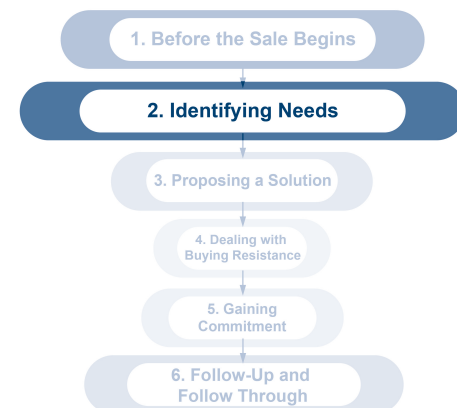 1. Before the Sale Begins
2. Identifying Needs
3. Proposing a Solution
4. Dealing with
Buying Resistance
5. Gaining
Commitment
6. Follow-Up and
Follow Through